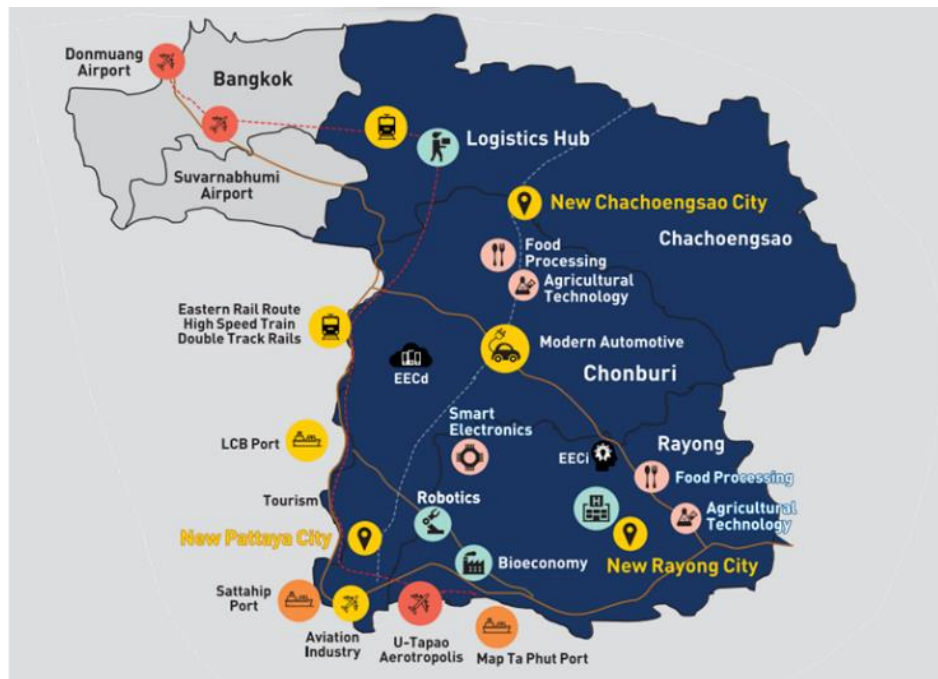 Donmuang
Airport
Bangkok
Logistics Hub
Suvarnabhumi
Airport
New Chachoengsao City
Chachoengsao
Food
Processing
Agricultural
Technology
Eastern Rail Route
High Speed Train
Double Track Rails
Modern Automotive
EECd
Chonburi
Smart
Electronics
LCB Port
Rayong
EECi
Food Processing
Tourism
Robotics
Agricultural
Technology
New Pattaya City
H
Bioeconomy
New Rayong City
Sattahip
Port
Aviation
Industry
U-Tapao
Aerotropolis
Map Ta Phut Port